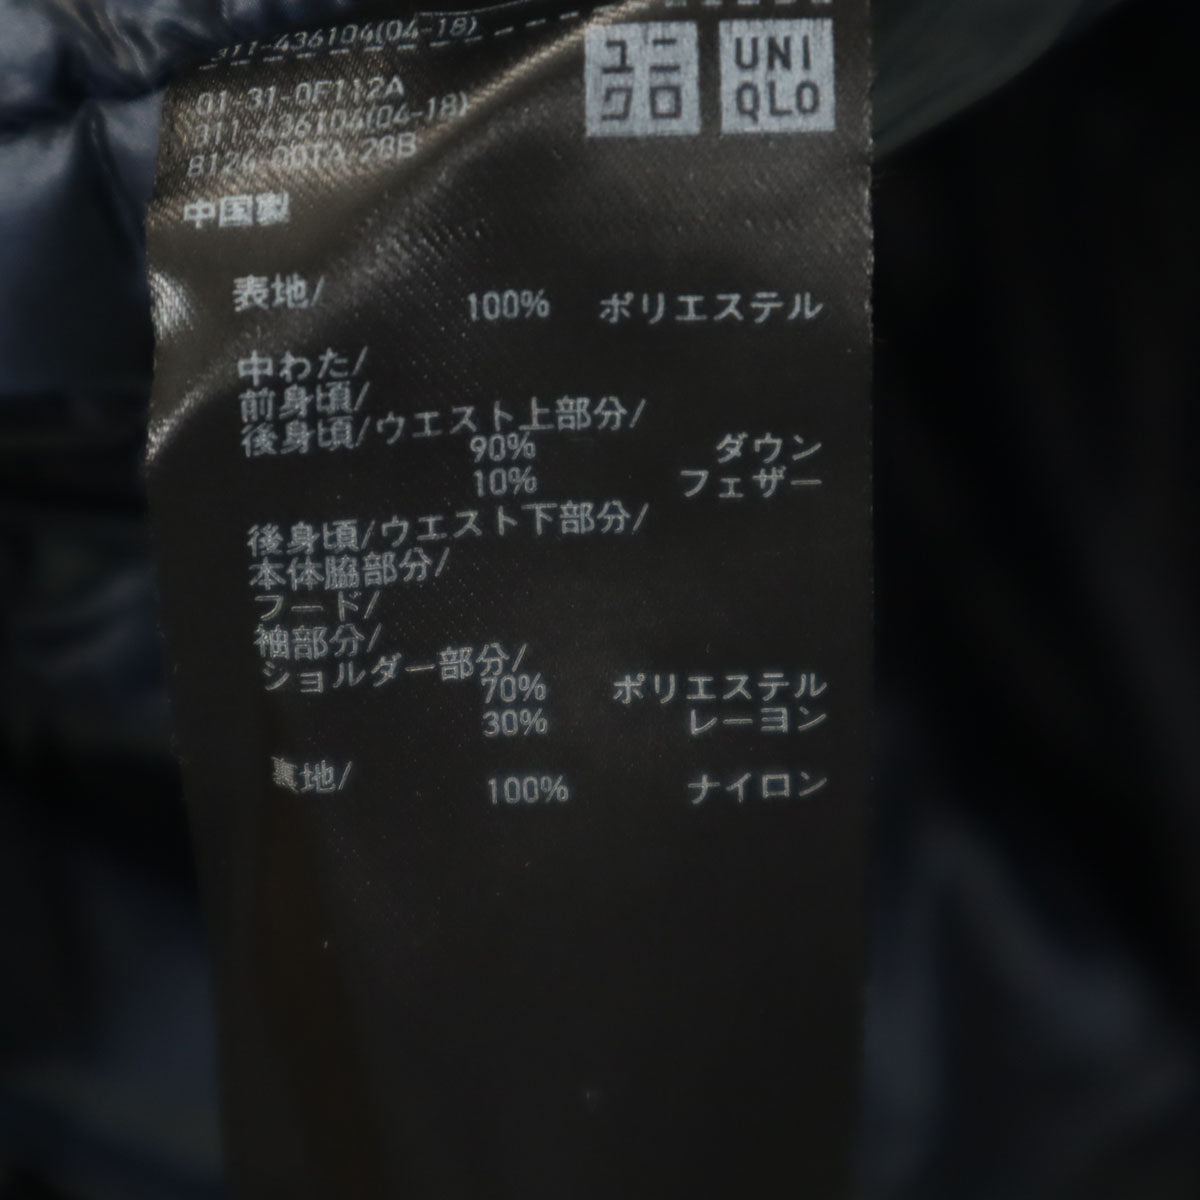 311-436104(04-18)
01-31-0F112A
311-436104(04-18)
ユニ
クロ
UNI
QLO
中国製
表地/
100% ポリエステル
中わた/
前身頃/
後身頃/ウエスト上部分/
90% ダウン
10% フェザー
後身頃/ウエスト下部分/
本体脇部分/
フード/
袖部分/
ショルダー部分/
70% ポリエステル
30% レーヨン
裏地/
100% ナイロン